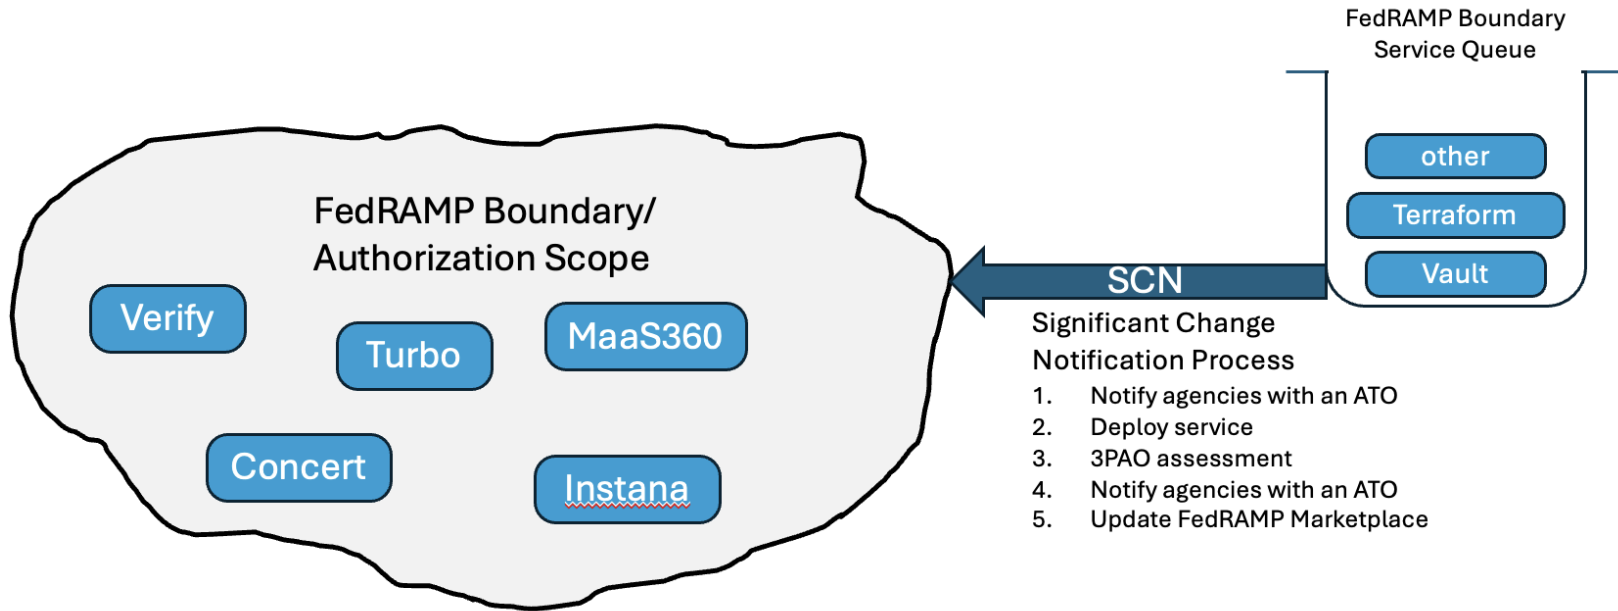 FedRAMP Boundary
Service Queue
other
Terraform
Vault
FedRAMP Boundary/
Authorization Scope
Verify
Turbo
MaaS360
Concert
Instana
SCN
Significant Change
Notification Process
1. Notify agencies with an ATO
2. Deploy service
3. 3PAO assessment
4. Notify agencies with an ATO
5. Update FedRAMP Marketplace